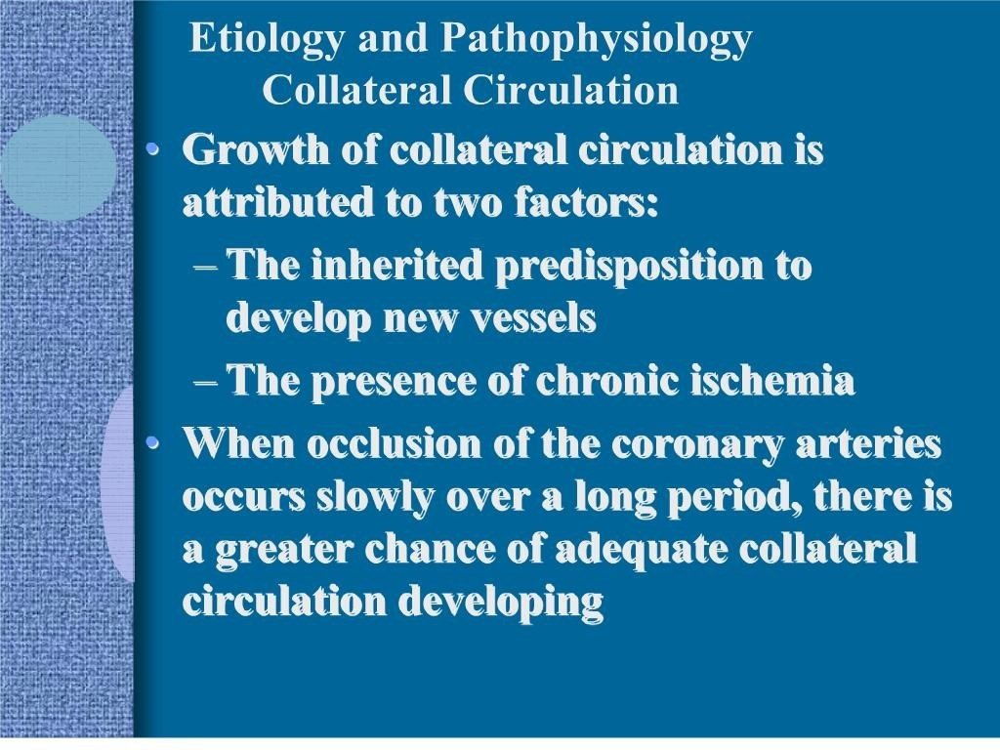 Etiology and Pathophysiology
Collateral Circulation
• Growth of collateral circulation is
attributed to two factors:
– The inherited predisposition to
develop new vessels
– The presence of chronic ischemia
• When occlusion of the coronary arteries
occurs slowly over a long period, there is
a greater chance of adequate collateral
circulation developing